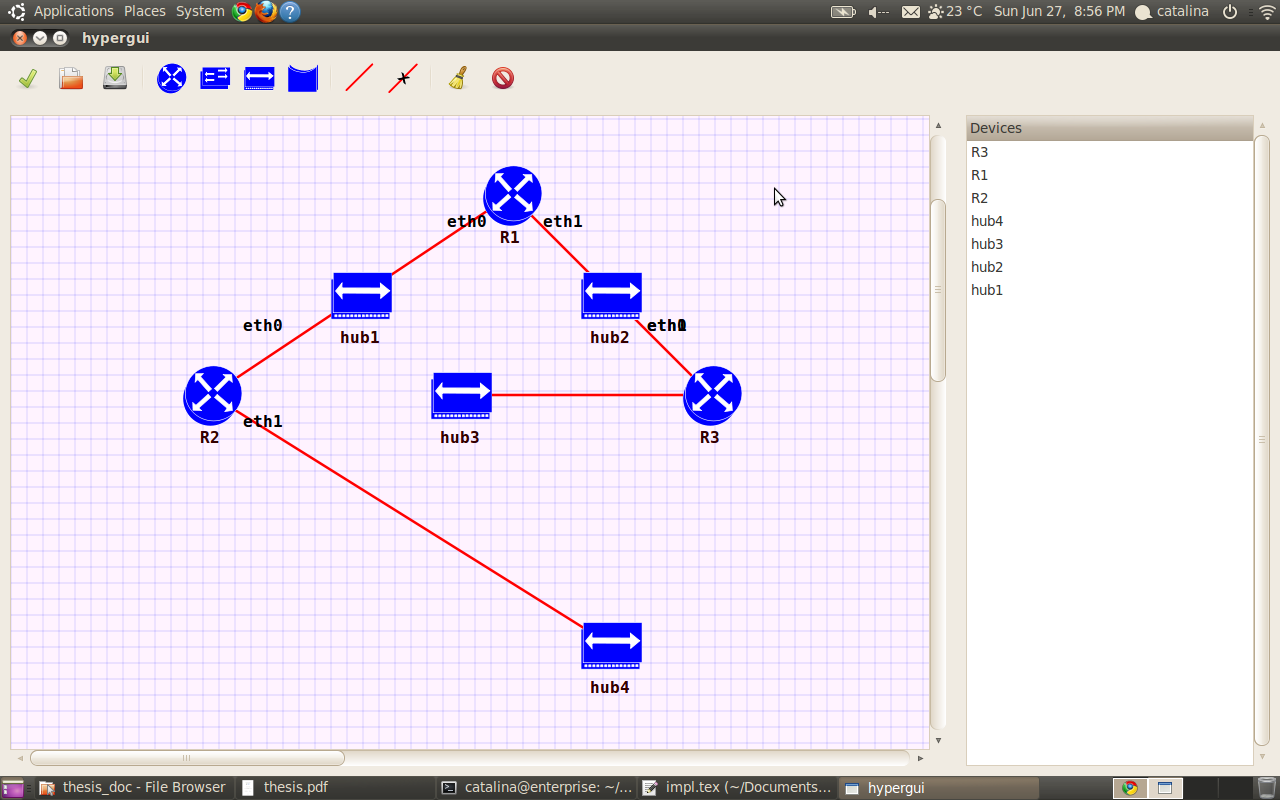 Applications Places System 23 °C Sun Jun 27, 8:56 PM catalina
hypergui
Devices
R3
R1
R2
hub4
hub3
hub2
hub1
eth0 eth1
R1
eth0 hub1 hub2
eth1
R2 hub3 R3
hub4
thesis_doc - File Browser thesis.pdf catalina@enterprise: ~/... impl.tex (~/Documents... hypergui